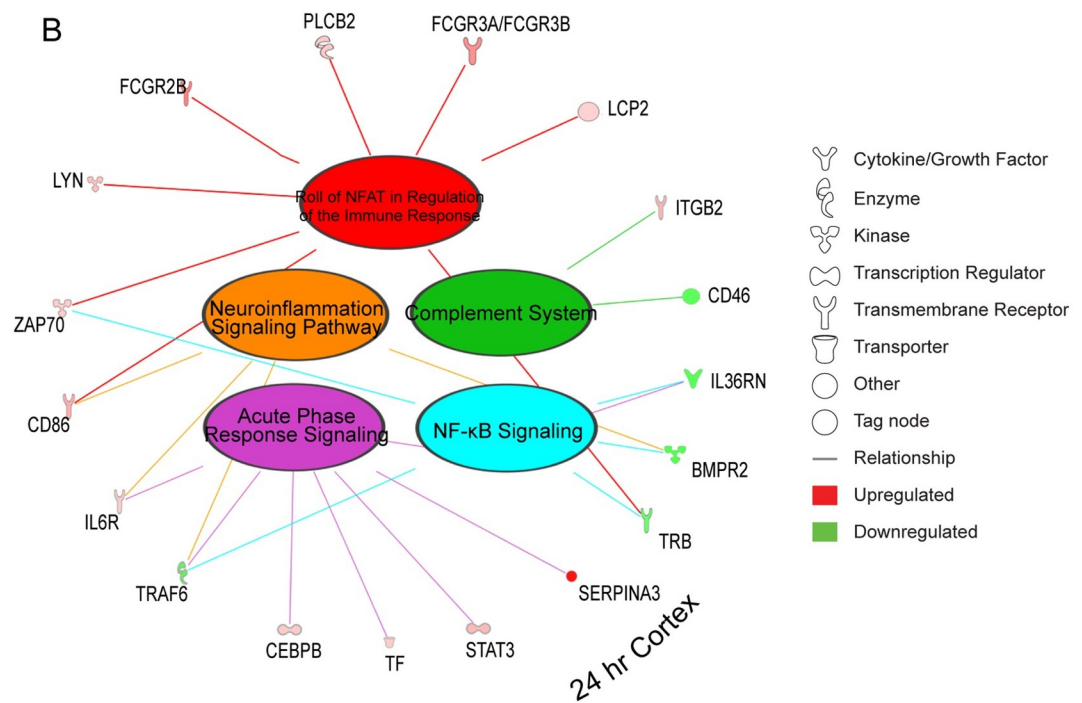 B
PLCB2
FCGR3A/FCGR3B
FCGR2B
LCP2
LYN
Roll of NFAT in Regulation
of the Immune Response
ITGB2
ZAP70
Neuroinflammation
Signaling Pathway
Complement System
CD46
CD86
IL36RN
Acute Phase
Response Signaling
NF-κB Signaling
BMPR2
IL6R
TRB
TRAF6
SERPINA3
CEBPB
TF
STAT3
24 hr Cortex
Cytokine/Growth Factor
Enzyme
Kinase
Transcription Regulator
Transmembrane Receptor
Transporter
Other
Tag node
Relationship
Upregulated
Downregulated